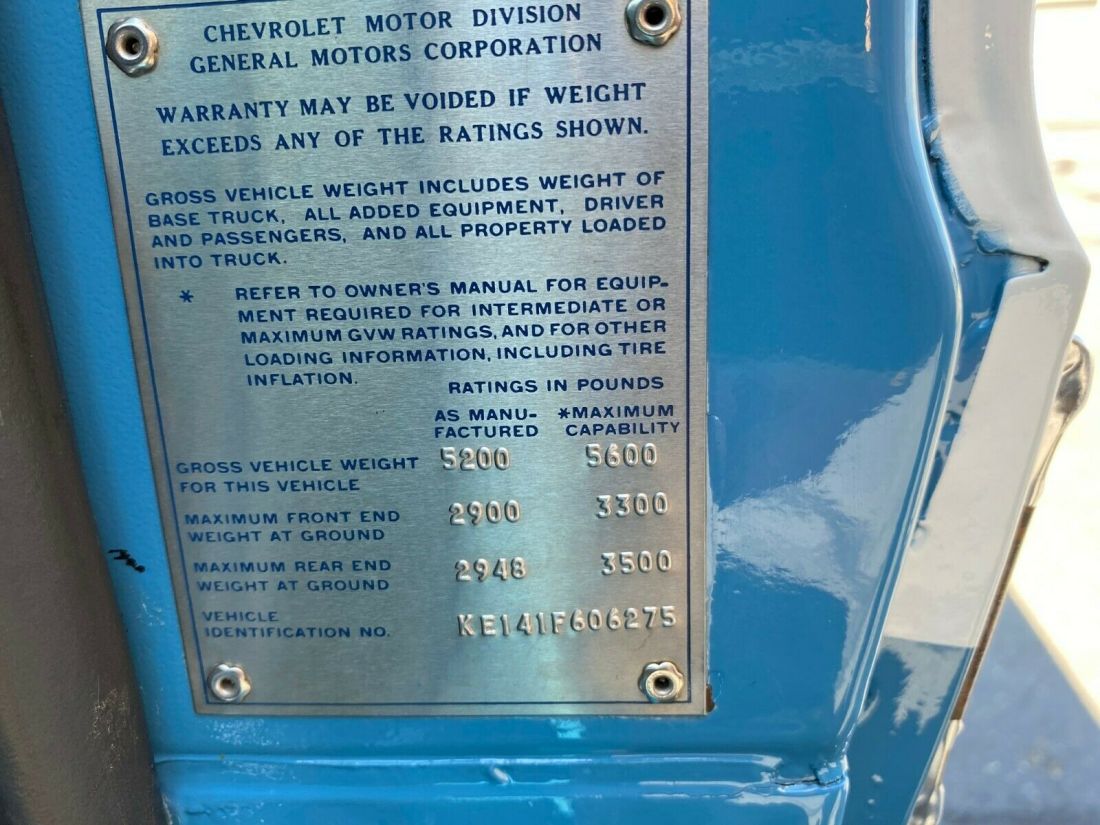 CHEVROLET MOTOR DIVISION
GENERAL MOTORS CORPORATION
WARRANTY MAY BE VOIDED IF WEIGHT
EXCEEDS ANY OF THE RATINGS SHOWN.
GROSS VEHICLE WEIGHT INCLUDES WEIGHT OF
BASE TRUCK, ALL ADDED EQUIPMENT, DRIVER
AND PASSENGERS, AND ALL PROPERTY LOADED
INTO TRUCK.
* REFER TO OWNER'S MANUAL FOR EQUIP-
MENT REQUIRED FOR INTERMEDIATE OR
MAXIMUM GVW RATINGS, AND FOR OTHER
LOADING INFORMATION, INCLUDING TIRE
INFLATION.
RATINGS IN POUNDS
AS MANU- *MAXIMUM
FACTURED CAPABILITY
GROSS VEHICLE WEIGHT 5200 5600
FOR THIS VEHICLE
MAXIMUM FRONT END 2900 3300
WEIGHT AT GROUND
MAXIMUM REAR END 2948 3500
WEIGHT AT GROUND
VEHICLE
IDENTIFICATION NO. KE141F606275